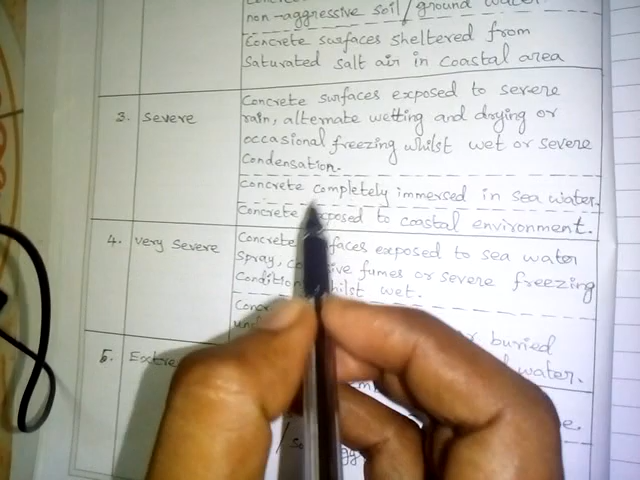 non-aggressive soil/ground water
Concrete surfaces sheltered from
Saturated salt air in coastal area
3. Severe
Concrete surfaces exposed to severe
rain, alternate wetting and drying or
occasional freezing whilst wet or severe
condensation.
Concrete completely immersed in sea water.
Concrete exposed to coastal environment.
4. Very Severe
Concrete surfaces exposed to sea water
spray, corrosive fumes or severe freezing
Condition whilst wet.
buried
water.
5.